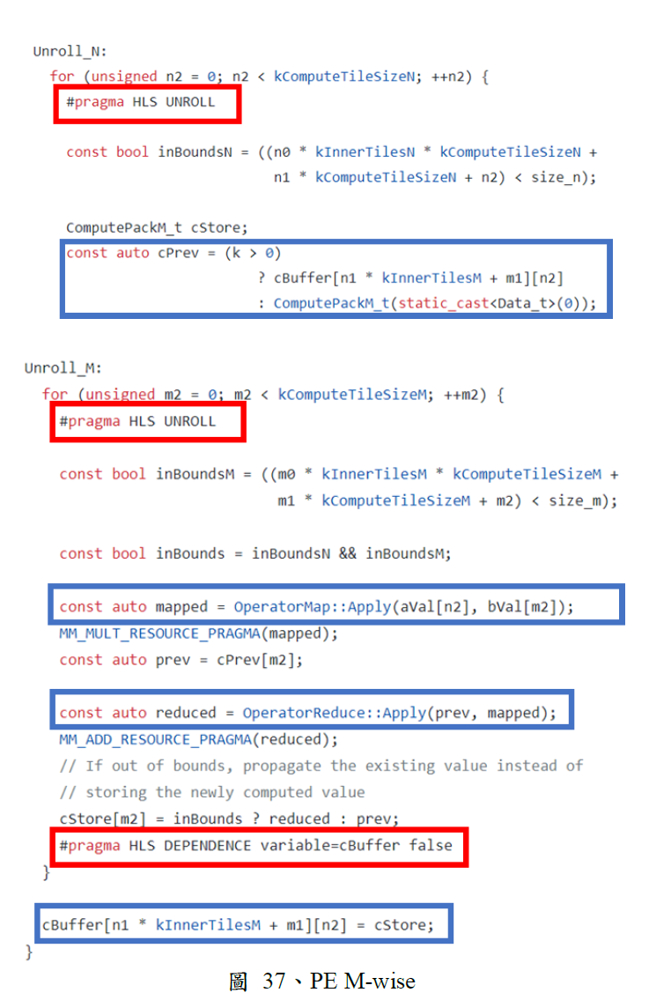 Unroll_N:
for (unsigned n2 = 0; n2 < kComputeTileSizeN; ++n2) {
#pragma HLS UNROLL
const bool inBoundsN = ((n0 * kInnerTilesN * kComputeTileSizeN +
n1 * kComputeTileSizeN + n2) < size_n);
ComputePackM_t cStore;
const auto cPrev = (k > 0)
? cBuffer[n1 * kInnerTilesM + m1][n2]
: ComputePackM_t(static_cast<Data_t>(0));
Unroll_M:
for (unsigned m2 = 0; m2 < kComputeTileSizeM; ++m2) {
#pragma HLS UNROLL
const bool inBoundsM = ((m0 * kInnerTilesM * kComputeTileSizeM +
m1 * kComputeTileSizeM + m2) < size_m);
const bool inBounds = inBoundsN && inBoundsM;
const auto mapped = OperatorMap::Apply(aVal[n2], bVal[m2]);
MM_MULT_RESOURCE_PRAGMA(mapped);
const auto prev = cPrev[m2];
const auto reduced = OperatorReduce::Apply(prev, mapped);
MM_ADD_RESOURCE_PRAGMA(reduced);
// If out of bounds, propagate the existing value instead of
// storing the newly computed value
cStore[m2] = inBounds ? reduced : prev;
#pragma HLS DEPENDENCE variable=cBuffer false
}
cBuffer[n1 * kInnerTilesM + m1][n2] = cStore;
}
圖 37、PE M-wise